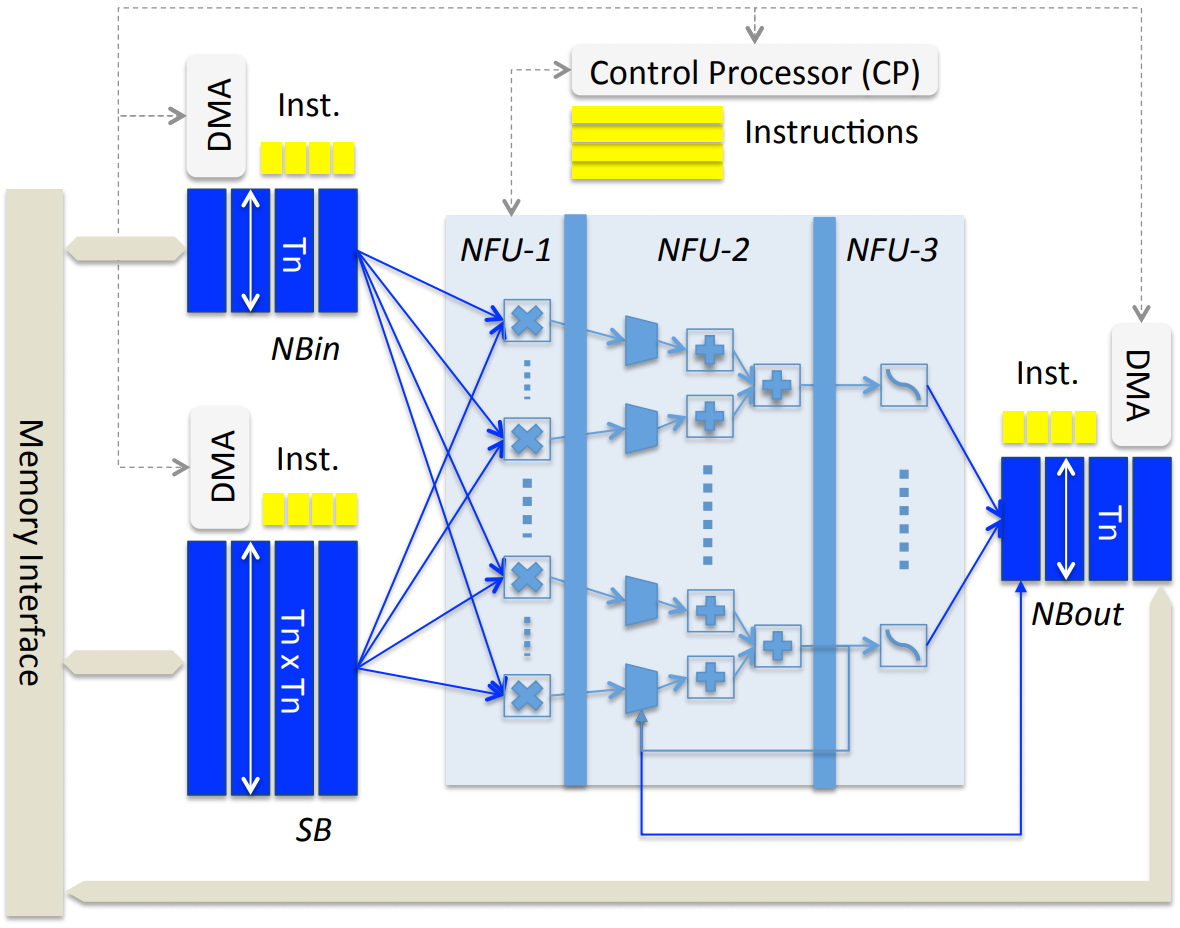 Control Processor (CP)
Instructions
DMA
Inst.
Tn
NBin
DMA
Inst.
Tn x Tn
SB
Memory Interface
NFU-1
NFU-2
NFU-3
DMA
Inst.
Tn
NBout